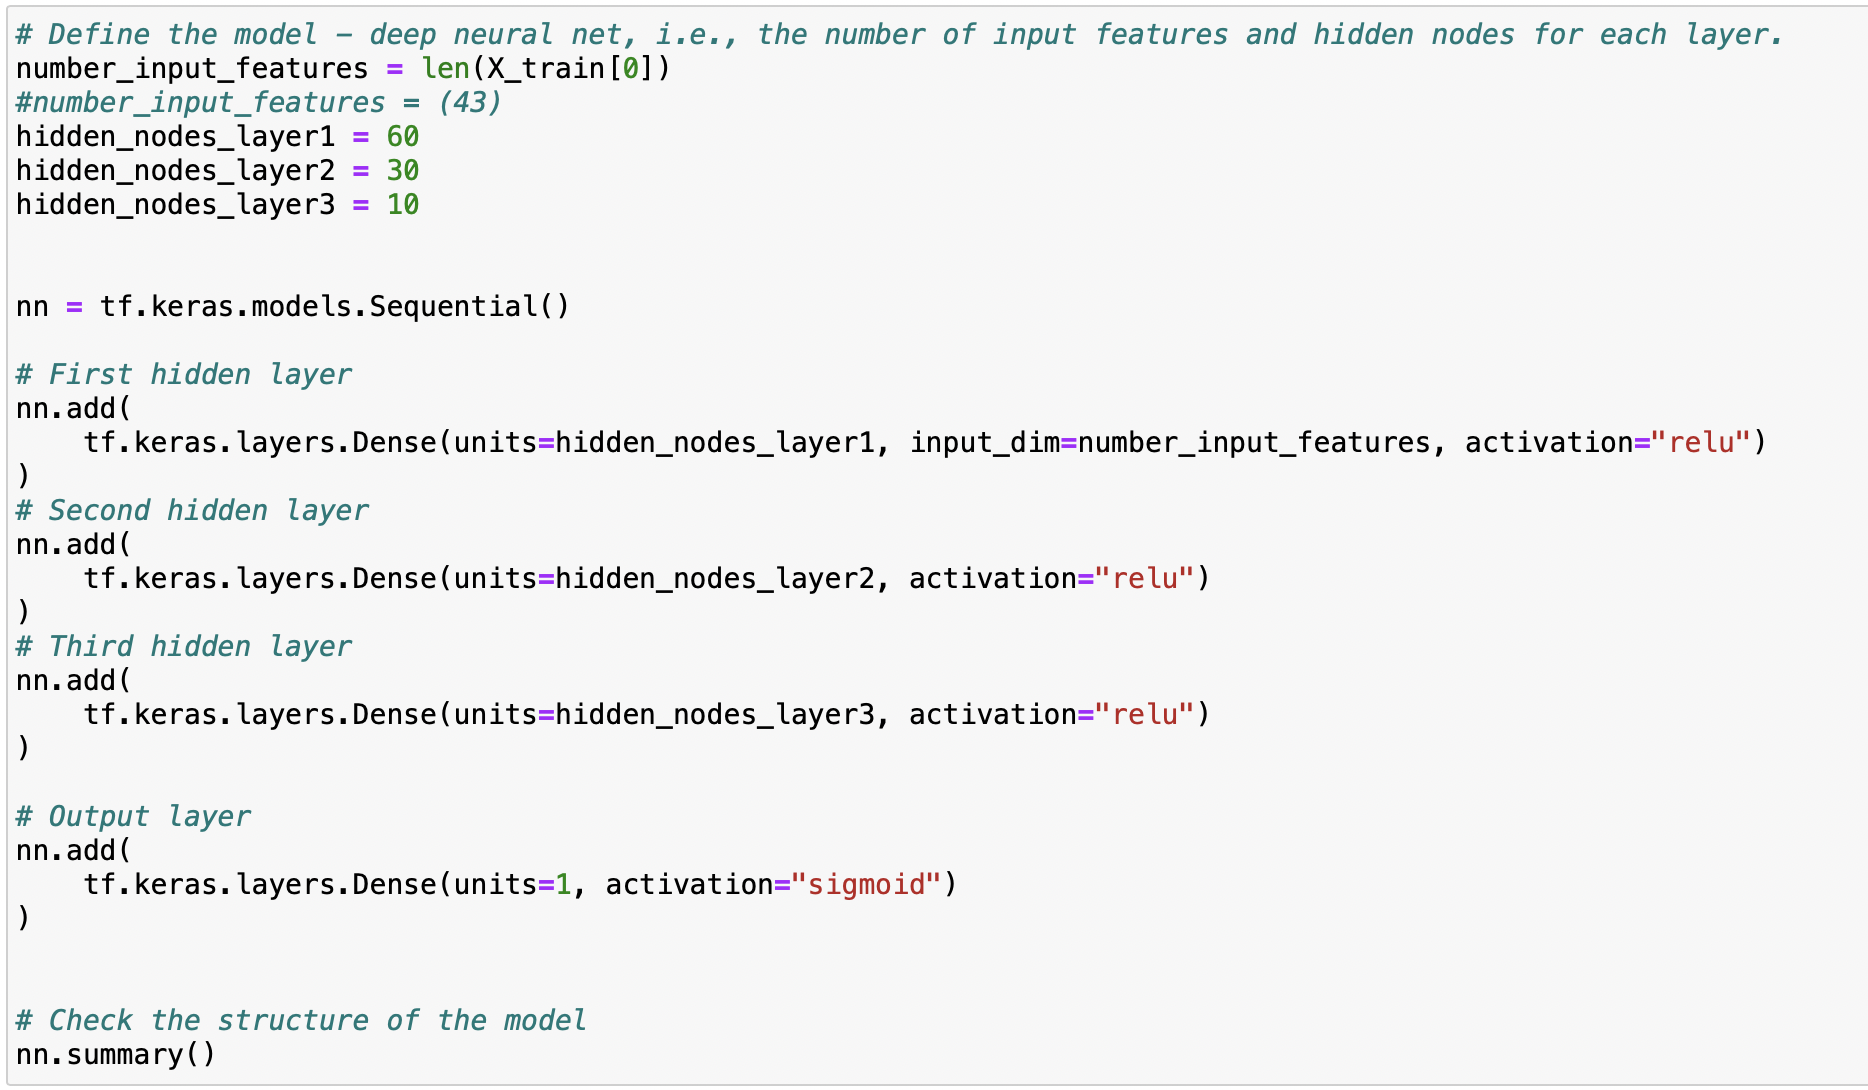 # Define the model – deep neural net, i.e., the number of input features and hidden nodes for each layer.
number_input_features = len(X_train[0])
#number_input_features = (43)
hidden_nodes_layer1 = 60
hidden_nodes_layer2 = 30
hidden_nodes_layer3 = 10


nn = tf.keras.models.Sequential()

# First hidden layer
nn.add(
    tf.keras.layers.Dense(units=hidden_nodes_layer1, input_dim=number_input_features, activation="relu")
)
# Second hidden layer
nn.add(
    tf.keras.layers.Dense(units=hidden_nodes_layer2, activation="relu")
)
# Third hidden layer
nn.add(
    tf.keras.layers.Dense(units=hidden_nodes_layer3, activation="relu")
)

# Output layer
nn.add(
    tf.keras.layers.Dense(units=1, activation="sigmoid")
)


# Check the structure of the model
nn.summary()